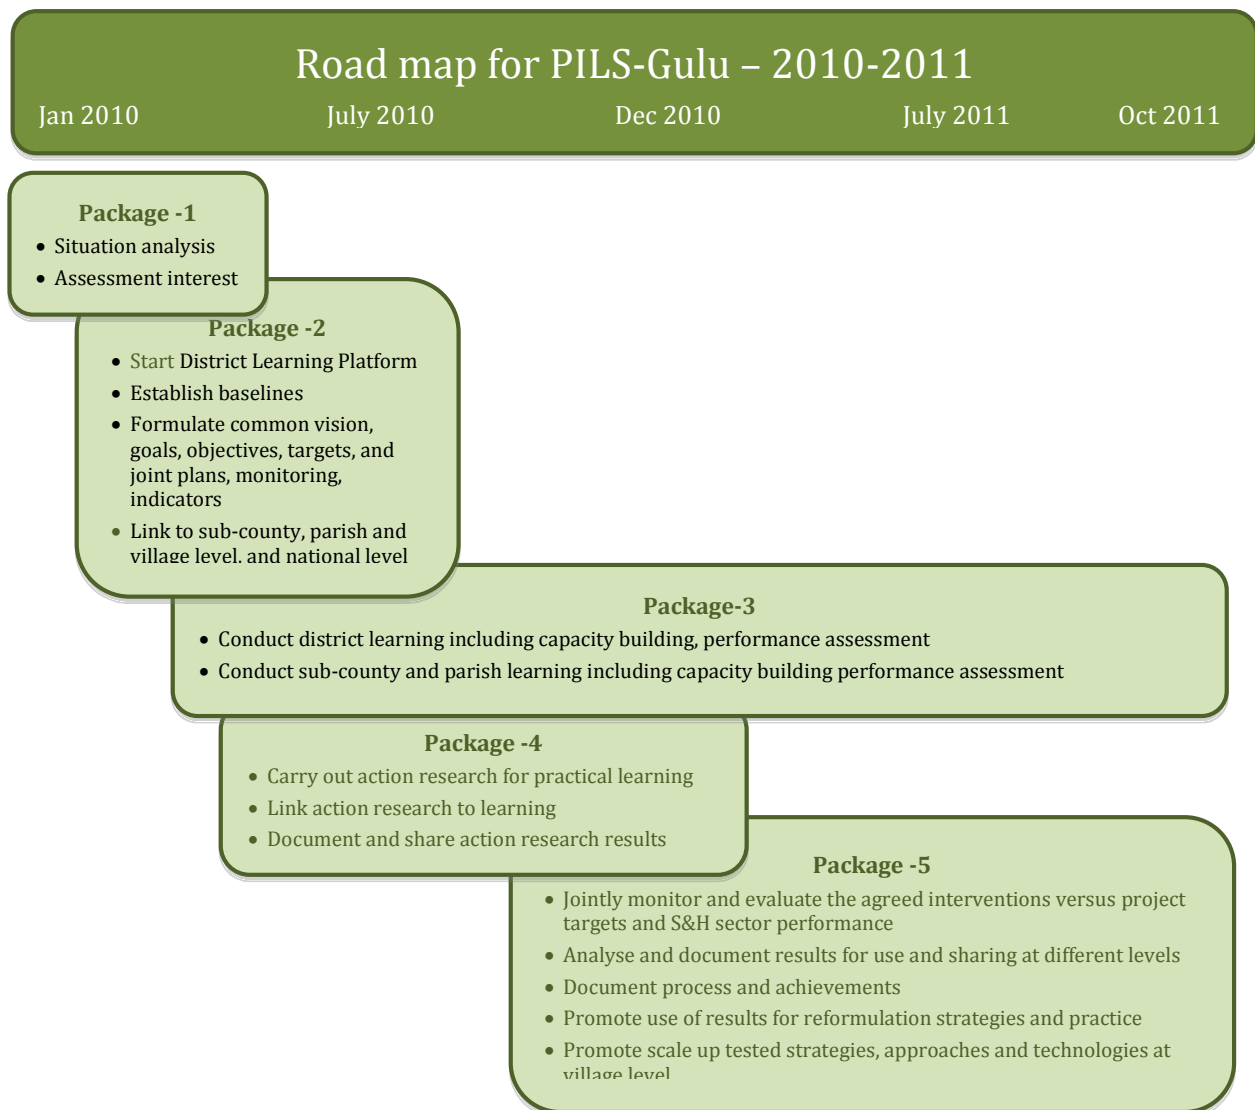 Road map for PILS-Gulu – 2010-2011
Jan 2010 July 2010 Dec 2010 July 2011 Oct 2011
Package -1
• Situation analysis
• Assessment interest
Package -2
• Start District Learning Platform
• Establish baselines
• Formulate common vision,
goals, objectives, targets, and
joint plans, monitoring,
indicators
• Link to sub-county, parish and
village level. and national level
Package-3
• Conduct district learning including capacity building, performance assessment
• Conduct sub-county and parish learning including capacity building performance assessment
Package -4
• Carry out action research for practical learning
• Link action research to learning
• Document and share action research results
Package -5
• Jointly monitor and evaluate the agreed interventions versus project
targets and S&H sector performance
• Analyse and document results for use and sharing at different levels
• Document process and achievements
• Promote use of results for reformulation strategies and practice
• Promote scale up tested strategies, approaches and technologies at
village level